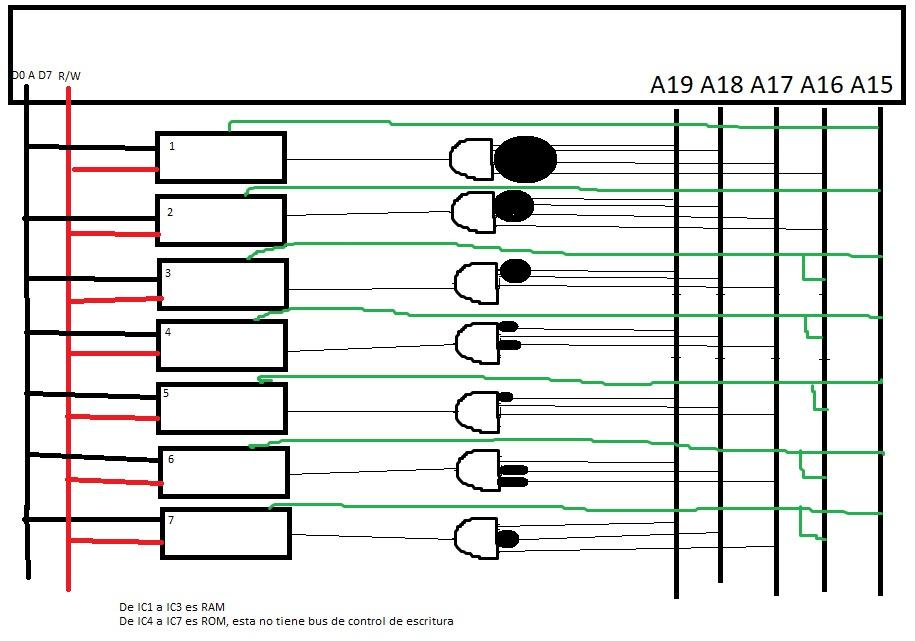 D0 A D7 R/W
A19 A18 A17 A16 A15
1
2
3
4
5
6
7
De IC1 a IC3 es RAM
De IC4 a IC7 es ROM, esta no tiene bus de control de escritura